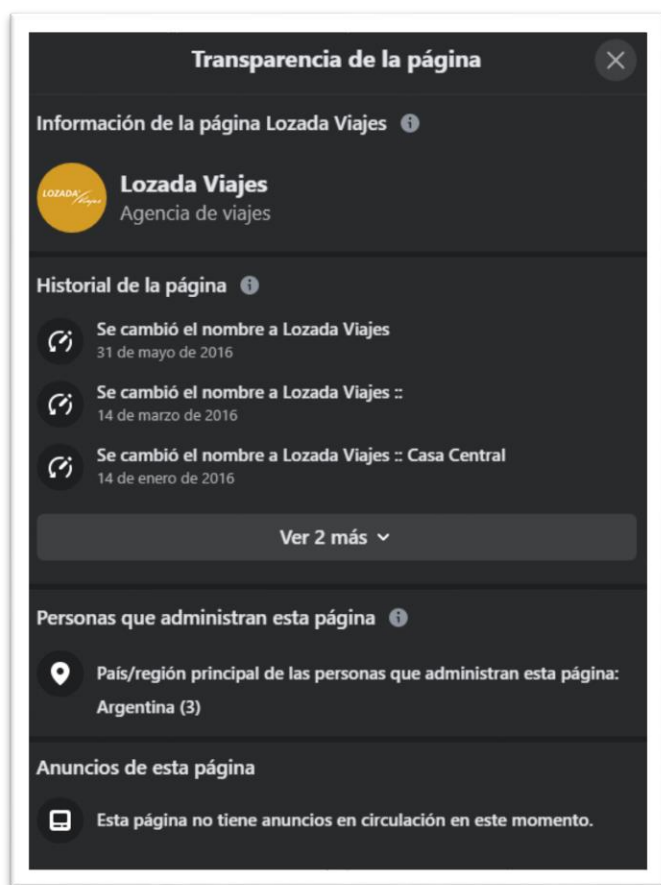 Transparencia de la página
Información de la página Lozada Viajes
LOZADA
Viajes
Lozada Viajes
Agencia de viajes
Historial de la página
Se cambió el nombre a Lozada Viajes
31 de mayo de 2016
Se cambió el nombre a Lozada Viajes ::
14 de marzo de 2016
Se cambió el nombre a Lozada Viajes :: Casa Central
14 de enero de 2016
Ver 2 más
Personas que administran esta página
País/región principal de las personas que administran esta página:
Argentina (3)
Anuncios de esta página
Esta página no tiene anuncios en circulación en este momento.